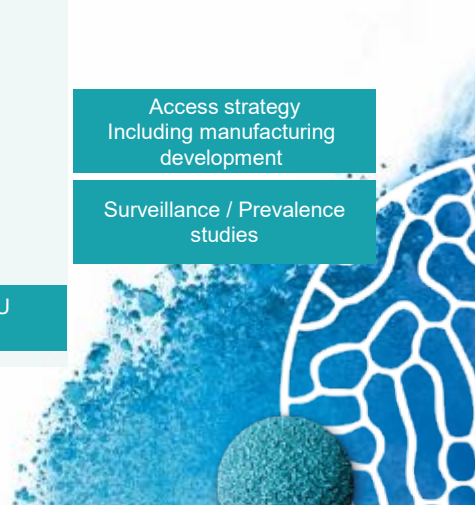 Access strategy
Including manufacturing
development
Surveillance / Prevalence
studies
U